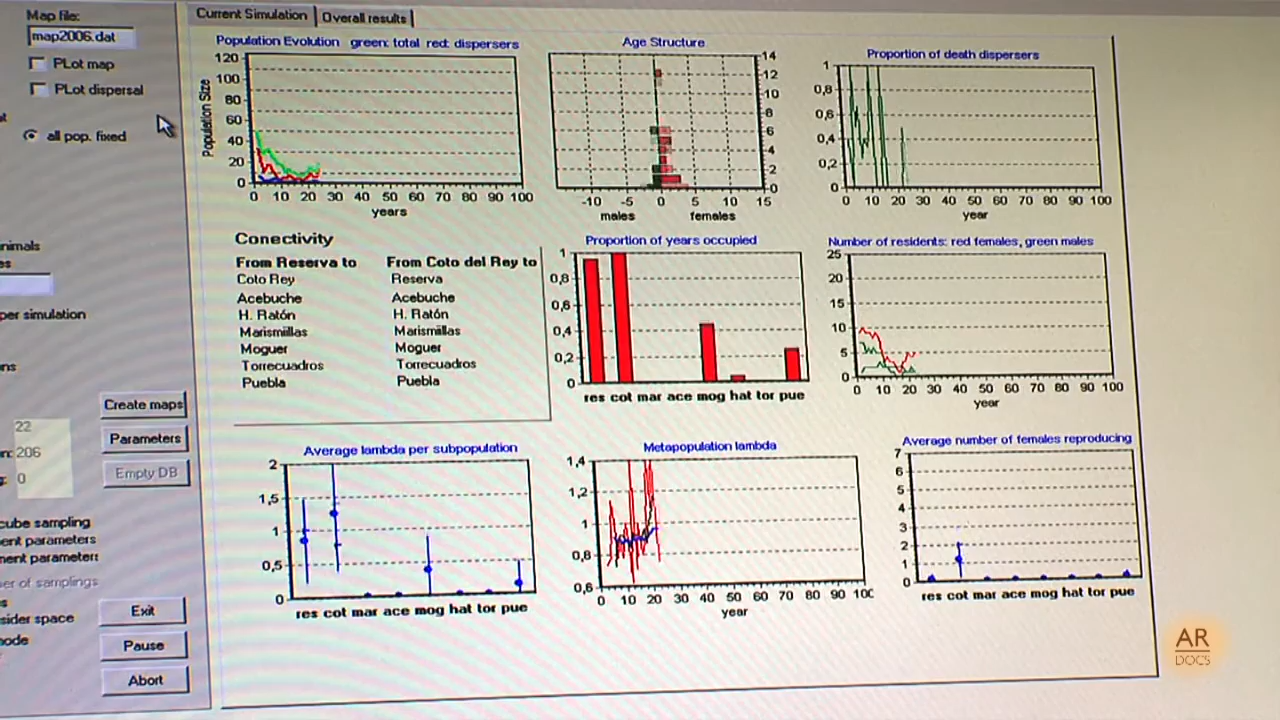 Map file:
map2006.dat
PLot map
PLot dispersal
all pop. fixed
nimals
per simulation
22
206
0
Create maps
Parameters
Empty DB
cube sampling
ent parameters
ment parameters
er of samplings
sider space
Exit
Pause
Abort
Current Simulation
Overall results
Population Evolution green: total red: dispersers
Population Size
120
100
80
60
40
20
0
0 10 20 30 40 50 60 70 80 90 100
years
Age Structure
14
12
10
8
6
4
2
0
-10 -5 0 5 10 15
males females
Proportion of death dispersers
1
0,8
0,6
0,4
0,2
0
0 10 20 30 40 50 60 70 80 90 100
year
Conectivity
From Reserva to
Coto Rey
Acebuche
H. Ratón
Marismillas
Moguer
Torrecuadros
Puebla
From Coto del Rey to
Reserva
Acebuche
H. Ratón
Marismillas
Moguer
Torrecuadros
Puebla
Proportion of years occupied
1
0,8
0,6
0,4
0,2
0
res cot mar ace mog hat tor pue
Number of residents: red females, green males
25
20
15
10
5
0
0 10 20 30 40 50 60 70 80 90 100
year
Average lambda per subpopulation
2
1,5
1
0,5
0
res cot mar ace mog hat tor pue
Metapopulation lambda
1,4
1,2
1
0,8
0,6
0 10 20 30 40 50 60 70 80 90 100
year
Average number of females reproducing
7
6
5
4
3
2
1
0
res cot mar ace mog hat tor pue
AR
DOCS